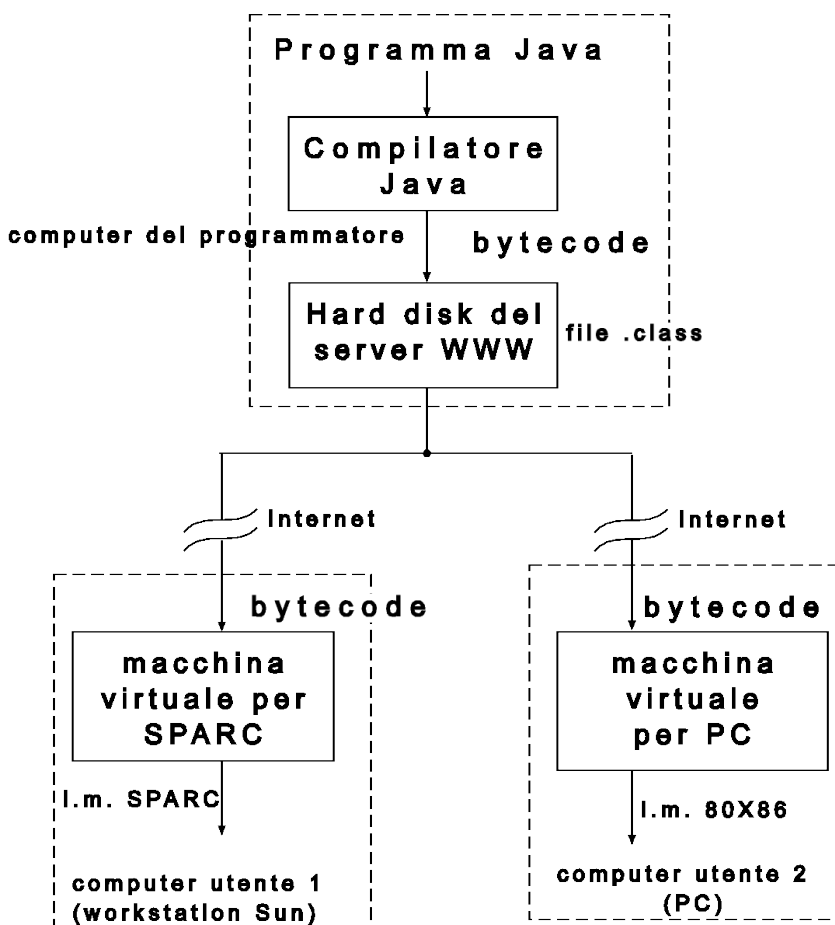 Programma Java
Compilatore
Java
computer del programmatore
bytecode
Hard disk del
server WWW
file .class
Internet
Internet
bytecode
bytecode
macchina
virtuale per
SPARC
macchina
virtuale
per PC
l.m. SPARC
l.m. 80X86
computer utente 1
(workstation Sun)
computer utente 2
(PC)